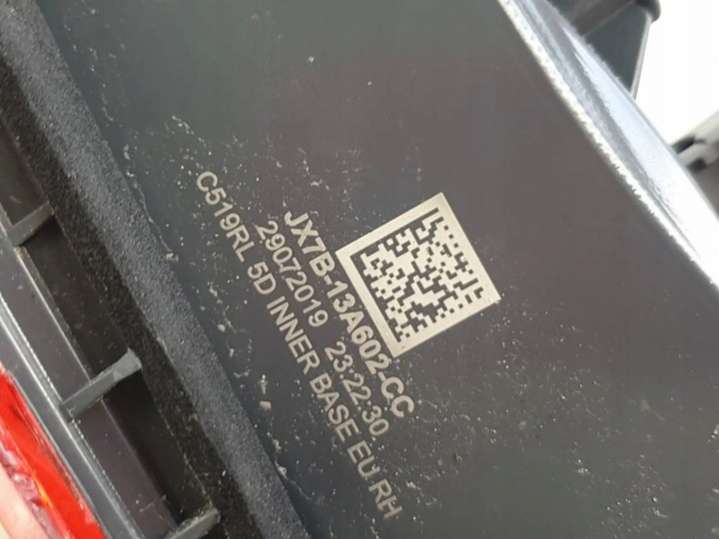 JX7B-13A602-CC
29072019 23:22:30
C519RL 5D INNER BASE EU RH